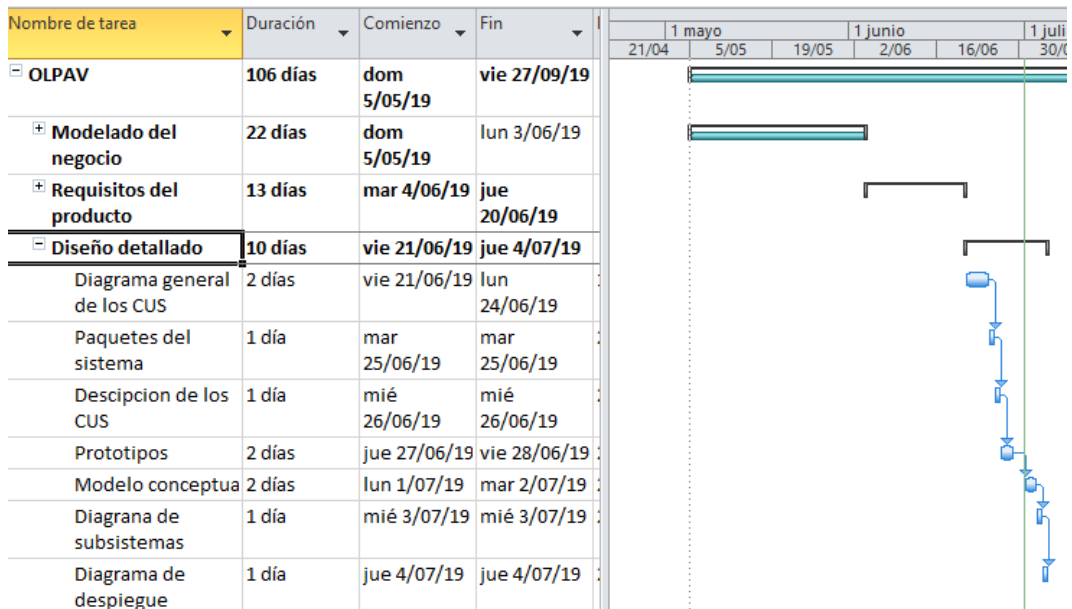 Nombre de tarea Duración Comienzo Fin
1 mayo 1 junio 1 juli
21/04 5/05 19/05 2/06 16/06 30/0
OLPAV 106 días dom 5/05/19 vie 27/09/19
Modelado del negocio 22 días dom 5/05/19 lun 3/06/19
Requisitos del producto 13 días mar 4/06/19 jue 20/06/19
Diseño detallado 10 días vie 21/06/19 jue 4/07/19
Diagrama general de los CUS 2 días vie 21/06/19 lun 24/06/19
Paquetes del sistema 1 día mar 25/06/19 mar 25/06/19
Descipcion de los CUS 1 día mié 26/06/19 mié 26/06/19
Prototipos 2 días jue 27/06/19 vie 28/06/19
Modelo conceptua 2 días lun 1/07/19 mar 2/07/19
Diagrana de subsistemas 1 día mié 3/07/19 mié 3/07/19
Diagrama de despiegue 1 día jue 4/07/19 jue 4/07/19